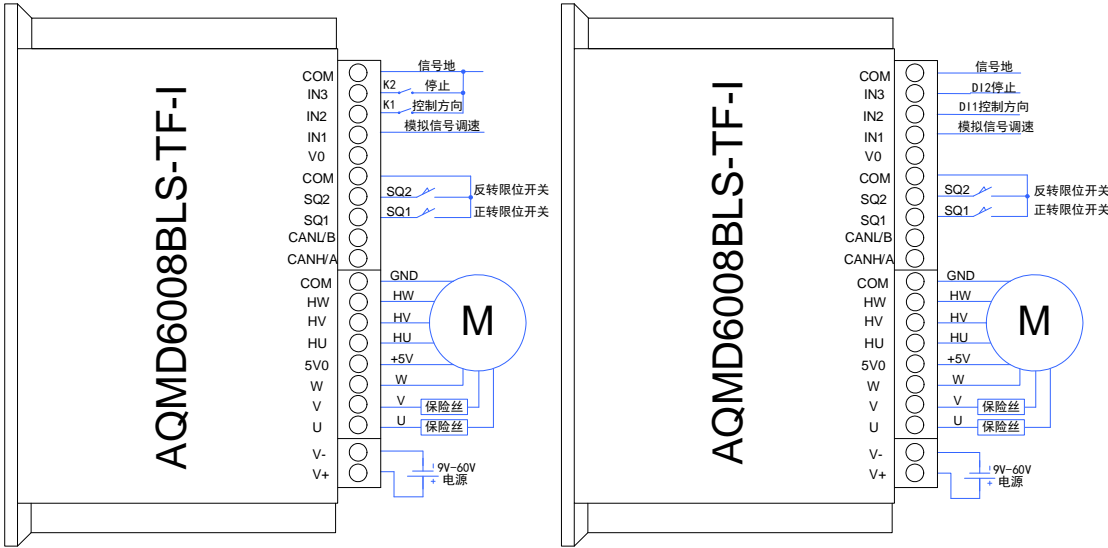 AQMD6008BLS-TF-I
COM
IN3
IN2
IN1
V0
COM
SQ2
SQ1
CANL/B
CANH/A
COM
HW
HV
HU
5V0
W
V
U
V-
V+
信号地
K2 停止
K1 控制方向
模拟信号调速
SQ2 反转限位开关
SQ1 正转限位开关
GND
HW
HV
HU
+5V
W
V 保险丝
U 保险丝
M
9V-60V
+ 电源
AQMD6008BLS-TF-I
COM
IN3
IN2
IN1
V0
COM
SQ2
SQ1
CANL/B
CANH/A
COM
HW
HV
HU
5V0
W
V
U
V-
V+
信号地
DI2停止
DI1控制方向
模拟信号调速
SQ2 反转限位开关
SQ1 正转限位开关
GND
HW
HV
HU
+5V
W
V 保险丝
U 保险丝
M
9V-60V
+ 电源